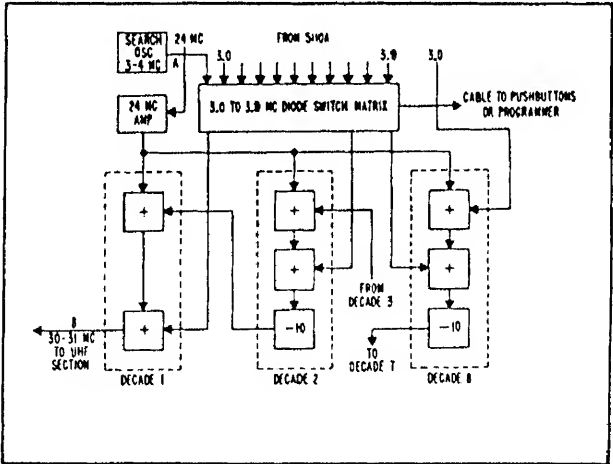 SEARCH
OSC
3-4 MC
24 MC
A
FROM 5110A
3.0
3.9
3.0
24 MC
AMP
3.0 TO 3.9 MC DIODE SWITCH MATRIX
CABLE TO PUSHBUTTONS
OR PROGRAMMER
+
+
+
+
+
+
FROM
DECADE 3
B
30-31 MC
TO UHF
SECTION
÷10
TO
DECADE 7
÷10
DECADE 1
DECADE 2
DECADE 8